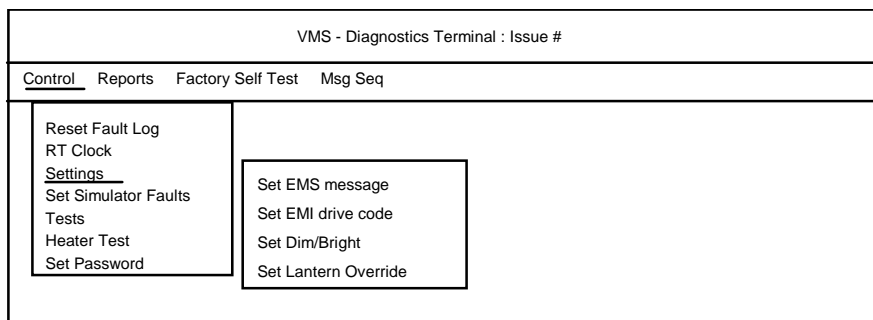 VMS - Diagnostics Terminal : Issue #
Control Reports Factory Self Test Msg Seq
Reset Fault Log
RT Clock
Settings
Set Simulator Faults
Tests
Heater Test
Set Password
Set EMS message
Set EMI drive code
Set Dim/Bright
Set Lantern Override